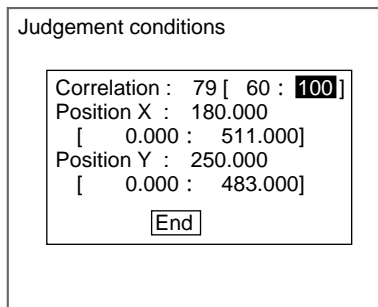 Judgement conditions
Correlation : 79 [ 60 : 100 ]
Position X : 180.000
[ 0.000 : 511.000]
Position Y : 250.000
[ 0.000 : 483.000]
End